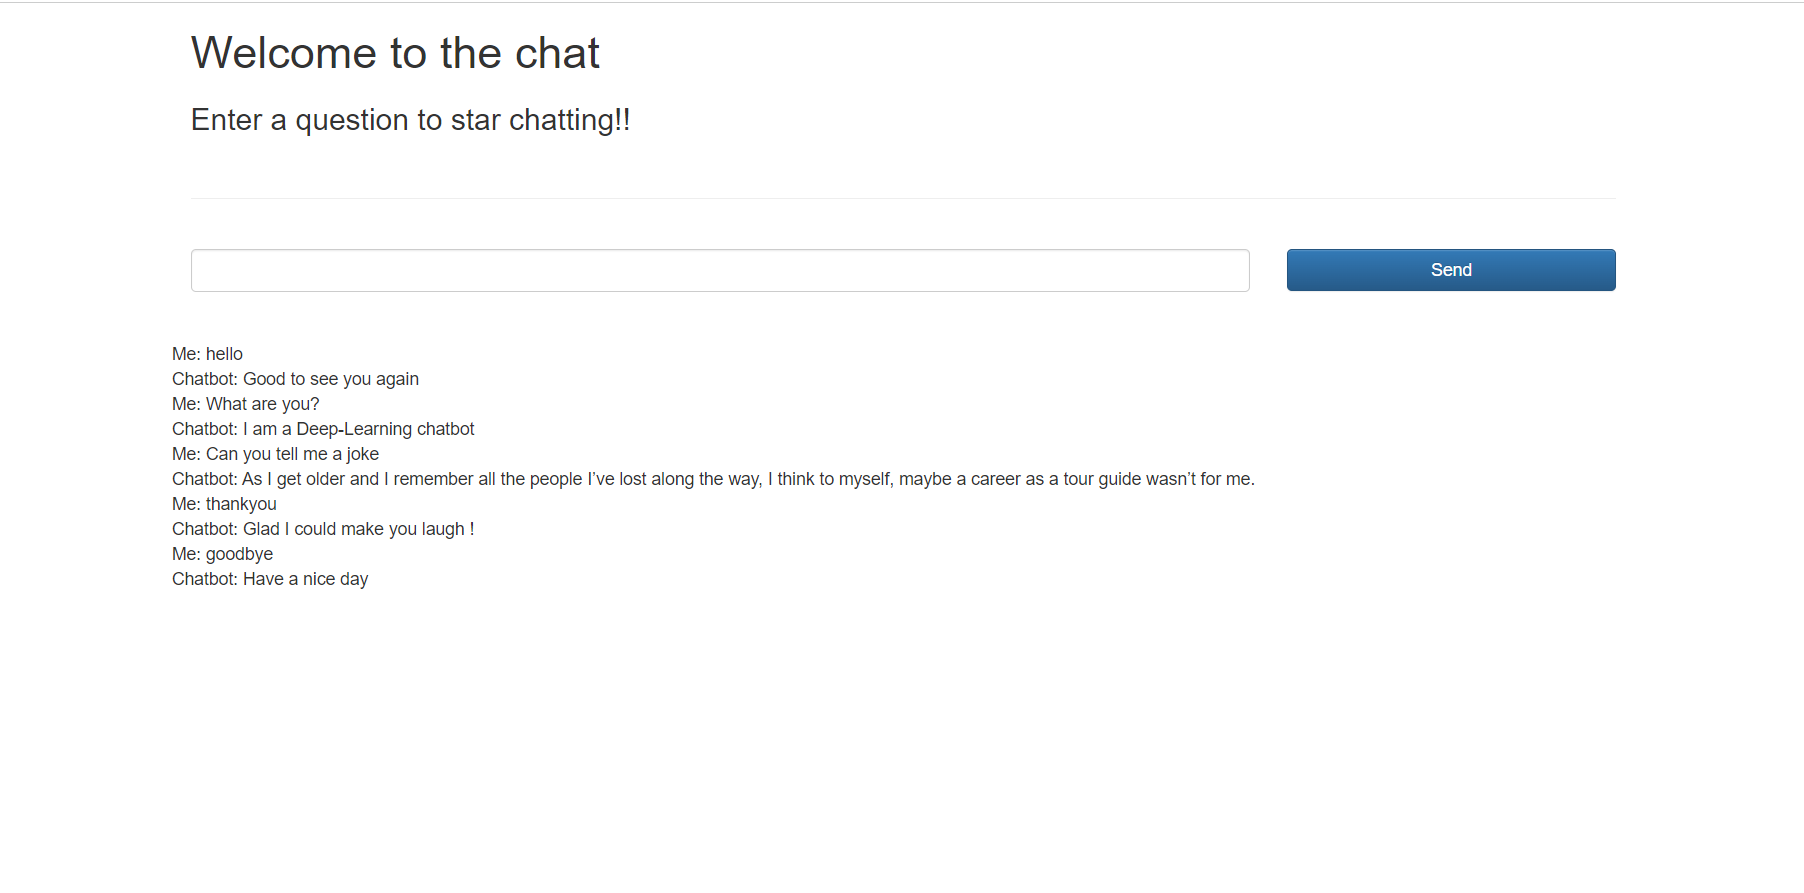 Welcome to the chat
Enter a question to star chatting!!
Send
Me: hello
Chatbot: Good to see you again
Me: What are you?
Chatbot: I am a Deep-Learning chatbot
Me: Can you tell me a joke
Chatbot: As I get older and I remember all the people I’ve lost along the way, I think to myself, maybe a career as a tour guide wasn’t for me.
Me: thankyou
Chatbot: Glad I could make you laugh !
Me: goodbye
Chatbot: Have a nice day